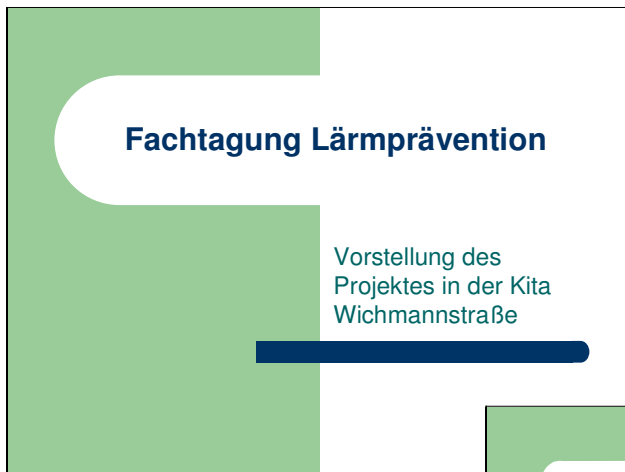 Fachtagung Lärmprävention
Vorstellung des
Projektes in der Kita
Wichmannstraße